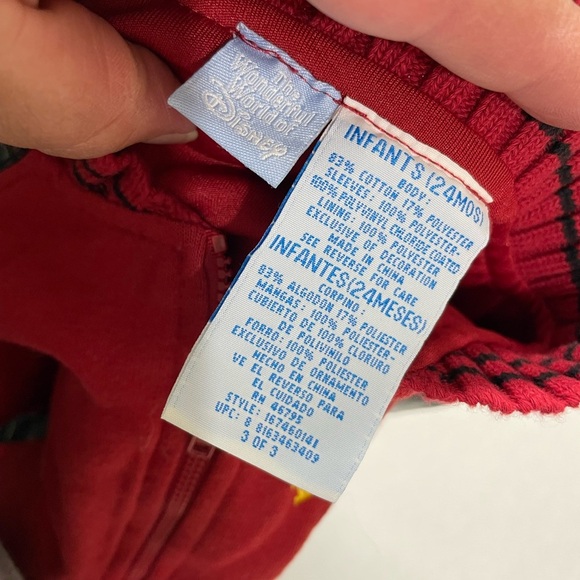 The
Wonderful
World of
Disney
INFANTS (24MOS)
BODY:
83% COTTON 17% POLYESTER
SLEEVES: 100% POLYESTER-
100% POLYVINYL CHLORIDE COATED
LINING: 100% POLYESTER
EXCLUSIVE OF DECORATION
MADE IN CHINA
SEE REVERSE FOR CARE
INFANTES(24MESES)
CORPINO:
83% ALGODON 17% POLIESTER
MANGAS: 100% POLIESTER-
CUBIERTO DE 100% CLORURO
DE POLIVINILO
FORRO: 100% POLIESTER
EXCLUSIVO DE ORNAMENTO
HECHO EN CHINA
VE EL REVERSO PARA
EL CUIDADO
RN 46795
STYLE: 167460141
UPC: 8 8163463409
3 OF 3